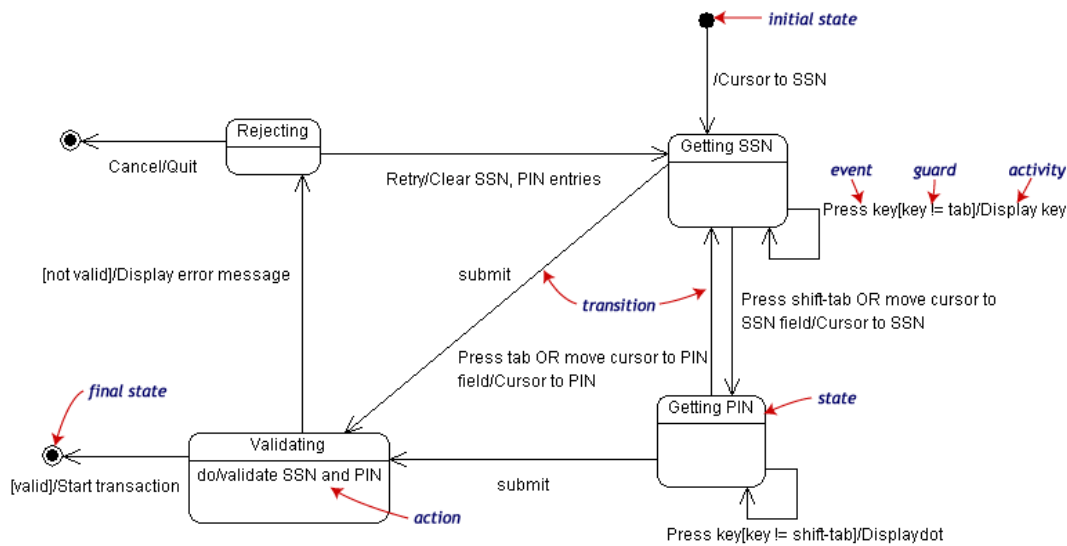 initial state
/Cursor to SSN
Rejecting
Getting SSN
Cancel/Quit
Retry/Clear SSN, PIN entries
event
guard
activity
Press key[key != tab]/Display key
[not valid]/Display error message
submit
transition
Press shift-tab OR move cursor to
SSN field/Cursor to SSN
Press tab OR move cursor to PIN
field/Cursor to PIN
final state
Getting PIN
state
Validating
do/validate SSN and PIN
[valid]/Start transaction
submit
action
Press key[key != shift-tab]/Displaydot